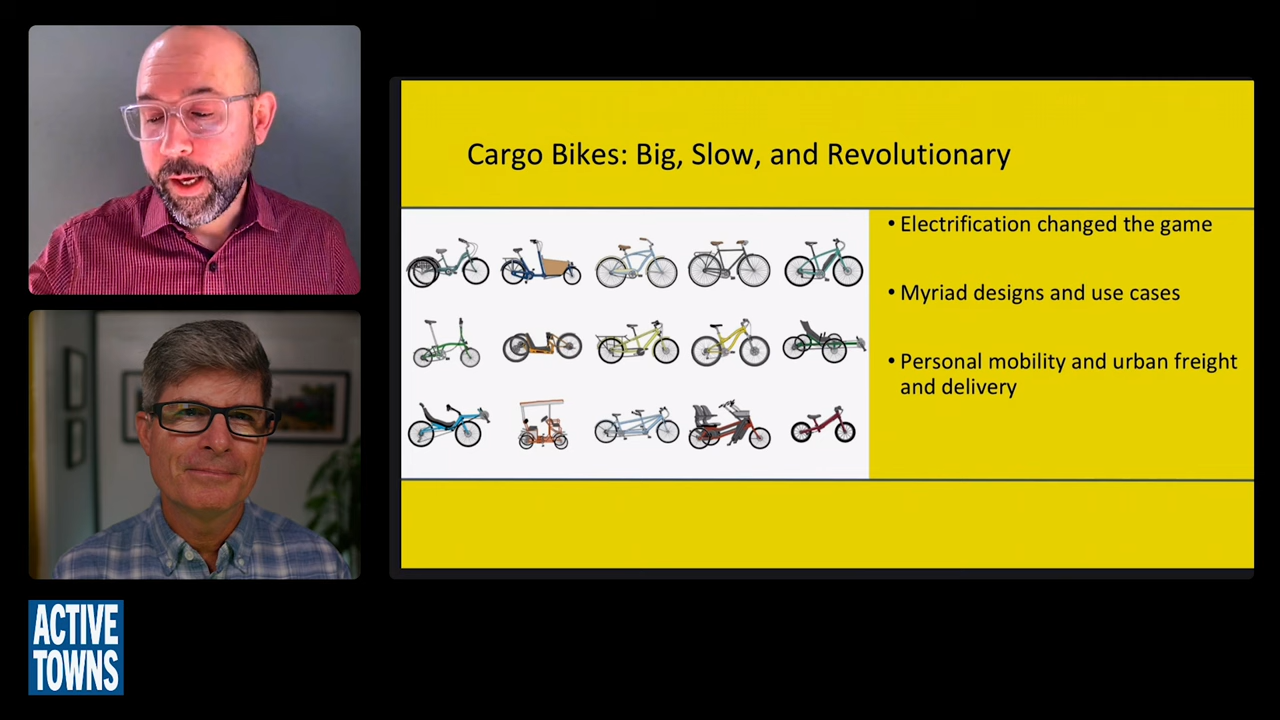 Cargo Bikes: Big, Slow, and Revolutionary
• Electrification changed the game
• Myriad designs and use cases
• Personal mobility and urban freight
and delivery
ACTIVE
TOWNS